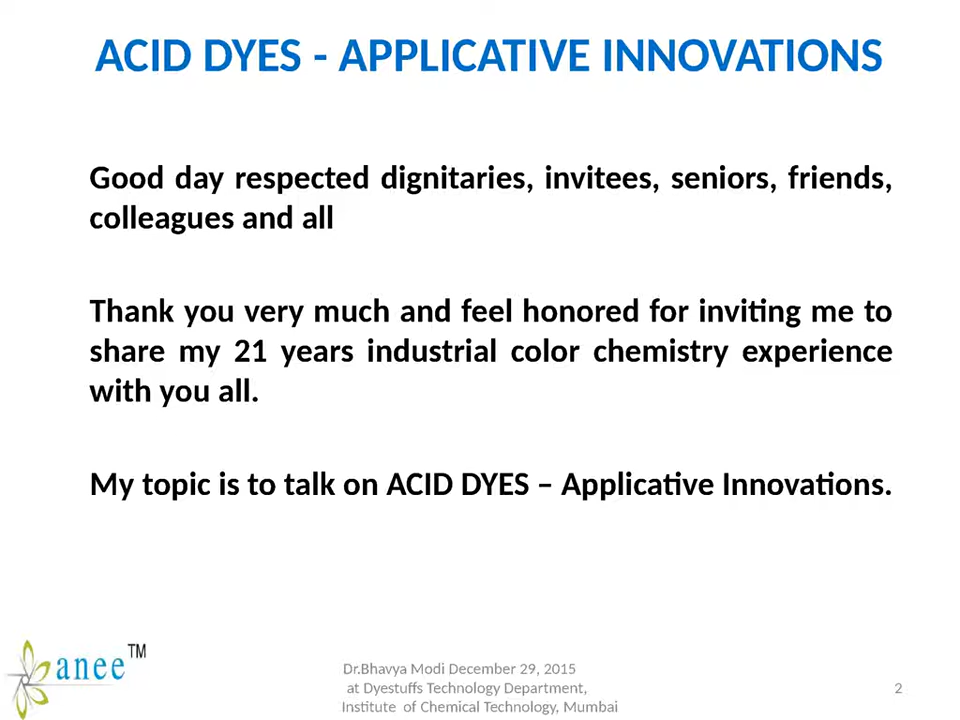 ACID DYES - APPLICATIVE INNOVATIONS
Good day respected dignitaries, invitees, seniors, friends,
colleagues and all
Thank you very much and feel honored for inviting me to
share my 21 years industrial color chemistry experience
with you all.
My topic is to talk on ACID DYES – Applicative Innovations.
anee TM
Dr.Bhavya Modi December 29, 2015
at Dyestuffs Technology Department,
Institute of Chemical Technology, Mumbai
2